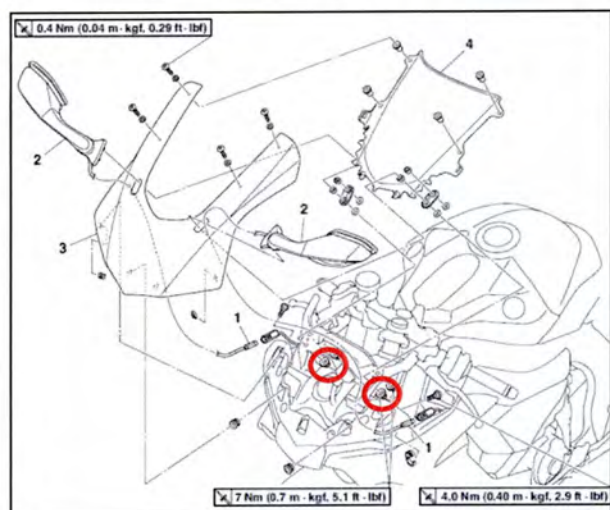 0.4 Nm (0.04 m · kgf, 0.29 ft · lbf)
4
2
2
3
1
1
7 Nm (0.7 m · kgf, 5.1 ft · lbf)
4.0 Nm (0.40 m · kgf, 2.9 ft · lbf)